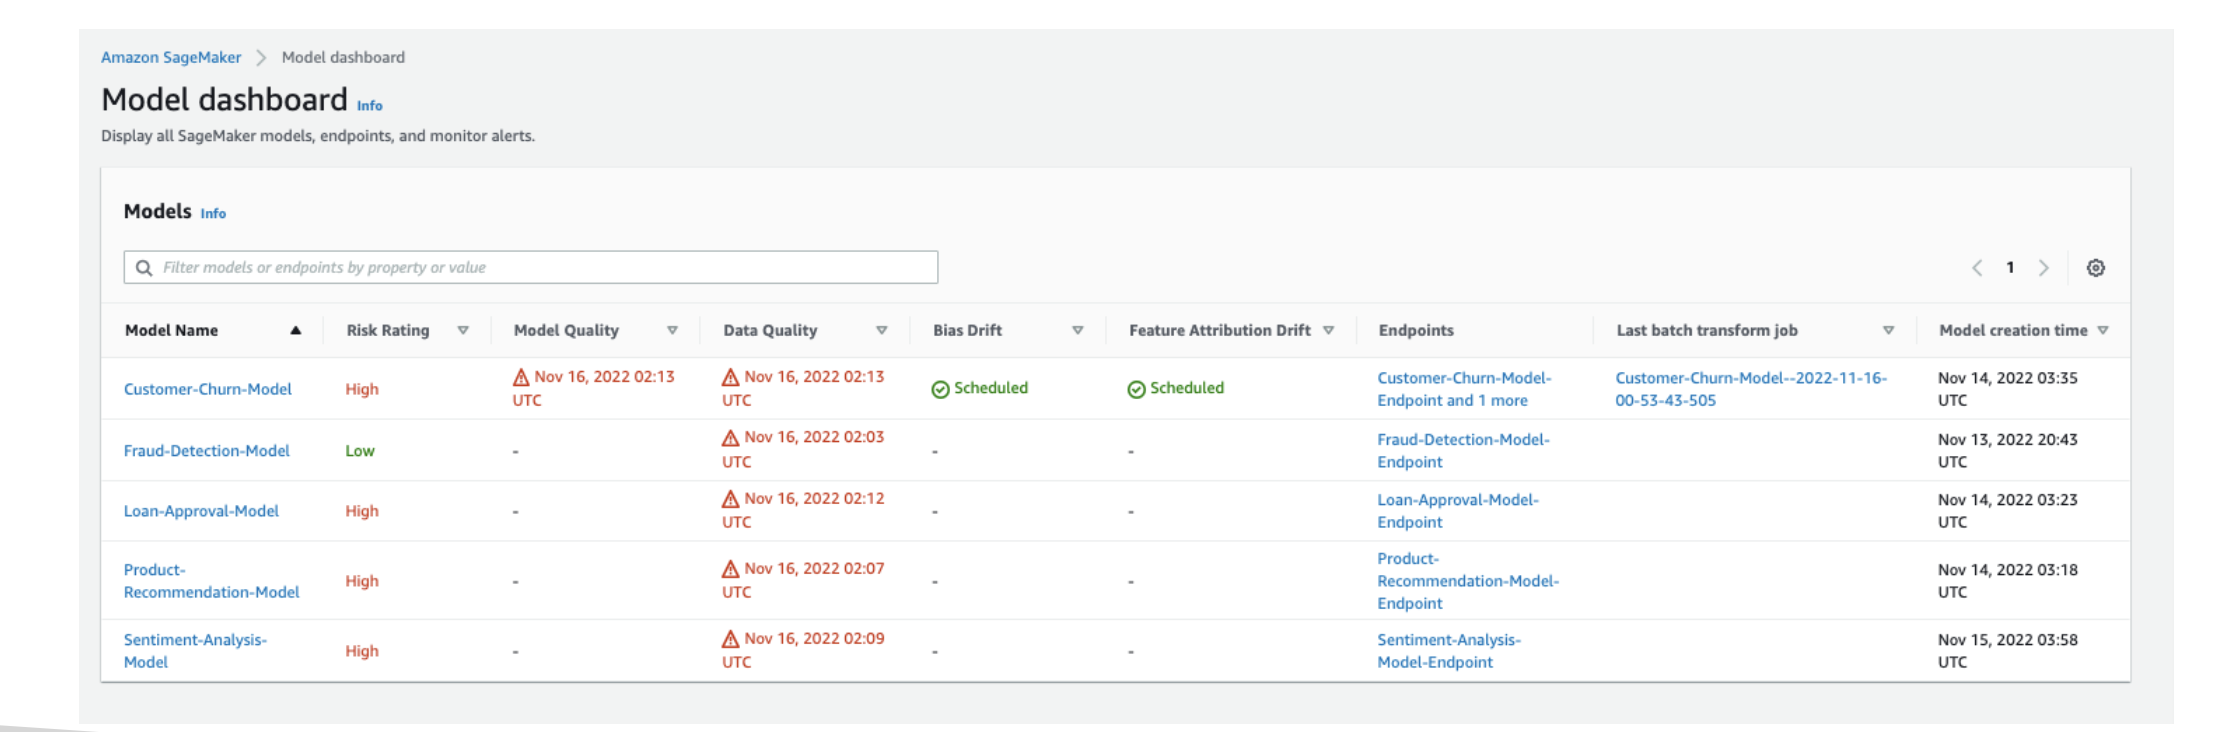 Amazon SageMaker > Model dashboard
Model dashboard Info
Display all SageMaker models, endpoints, and monitor alerts.
Models Info
Filter models or endpoints by property or value
< 1 >
Model Name Risk Rating Model Quality Data Quality Bias Drift Feature Attribution Drift Endpoints Last batch transform job Model creation time
Customer-Churn-Model
High
Nov 16, 2022 02:13
UTC
Nov 16, 2022 02:13
UTC
Scheduled
Scheduled
Customer-Churn-Model-
Endpoint and 1 more
Customer-Churn-Model--2022-11-16-
00-53-43-505
Nov 14, 2022 03:35
UTC
Fraud-Detection-Model
Low
-
Nov 16, 2022 02:03
UTC
-
-
Fraud-Detection-Model-
Endpoint
Nov 13, 2022 20:43
UTC
Loan-Approval-Model
High
-
Nov 16, 2022 02:12
UTC
-
-
Loan-Approval-Model-
Endpoint
Nov 14, 2022 03:23
UTC
Product-
Recommendation-Model
High
-
Nov 16, 2022 02:07
UTC
-
-
Product-
Recommendation-Model-
Endpoint
Nov 14, 2022 03:18
UTC
Sentiment-Analysis-
Model
High
-
Nov 16, 2022 02:09
UTC
-
-
Sentiment-Analysis-
Model-Endpoint
Nov 15, 2022 03:58
UTC